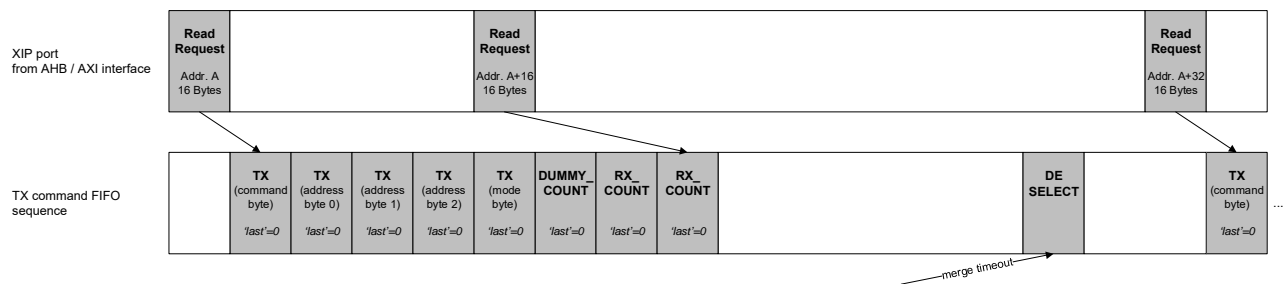 Read
Request
Addr. A
16 Bytes
Read
Request
Addr. A+16
16 Bytes
Read
Request
Addr. A+32
16 Bytes
XIP port
from AHB / AXI interface
TX command FIFO
sequence
TX
(command
byte)
'last'=0
TX
(address
byte 0)
'last'=0
TX
(address
byte 1)
'last'=0
TX
(address
byte 2)
'last'=0
TX
(mode
byte)
'last'=0
DUMMY_
COUNT
'last'=0
RX_
COUNT
'last'=0
RX_
COUNT
'last'=0
DE
SELECT
TX
(command
byte)
'last'=0
...
merge timeout